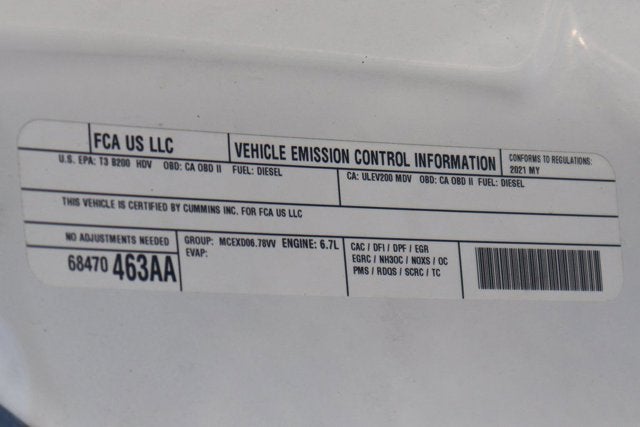 FCA US LLC
VEHICLE EMISSION CONTROL INFORMATION
CONFORMS TO REGULATIONS:
2021 MY
U.S. EPA: T3 B200 HDV OBD: CA OBD II FUEL: DIESEL
CA: ULEV200 MDV OBD: CA OBD II FUEL: DIESEL
THIS VEHICLE IS CERTIFIED BY CUMMINS INC. FOR FCA US LLC
NO ADJUSTMENTS NEEDED
68470 463AA
GROUP: MCEXD06.78VV ENGINE: 6.7L
EVAP:
CAC / DFI / DPF / EGR
EGRC / NH3OC / NOXS / OC
PMS / RDQS / SCRC / TC